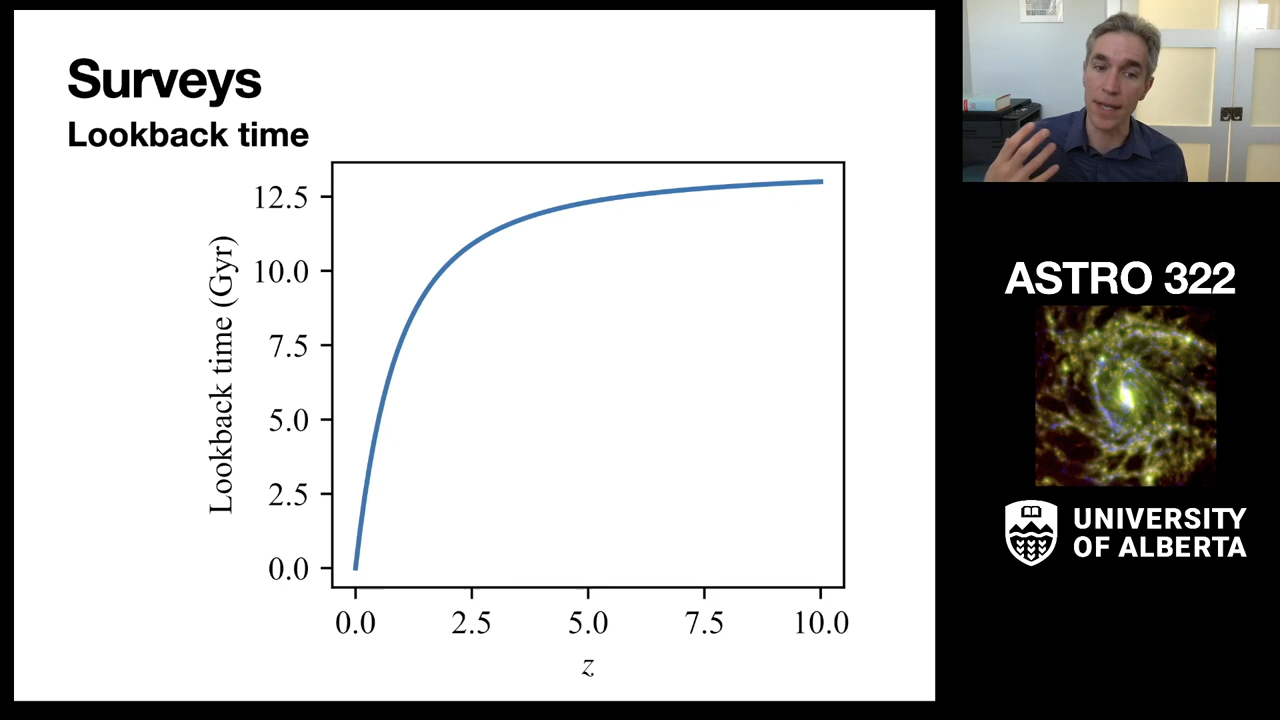 Surveys
Lookback time
12.5
10.0
7.5
5.0
2.5
0.0
Lookback time (Gyr)
0.0 2.5 5.0 7.5 10.0
z
ASTRO 322
UNIVERSITY
OF ALBERTA